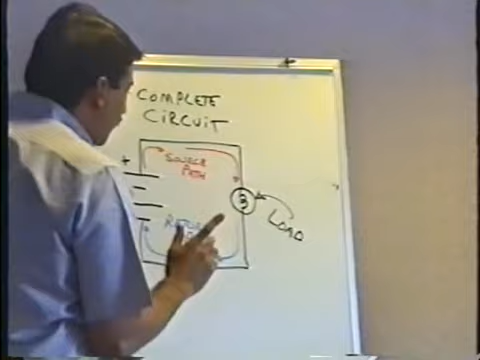 COMPLETE
CIRCUIT
+
SOURCE
PATH
LOAD